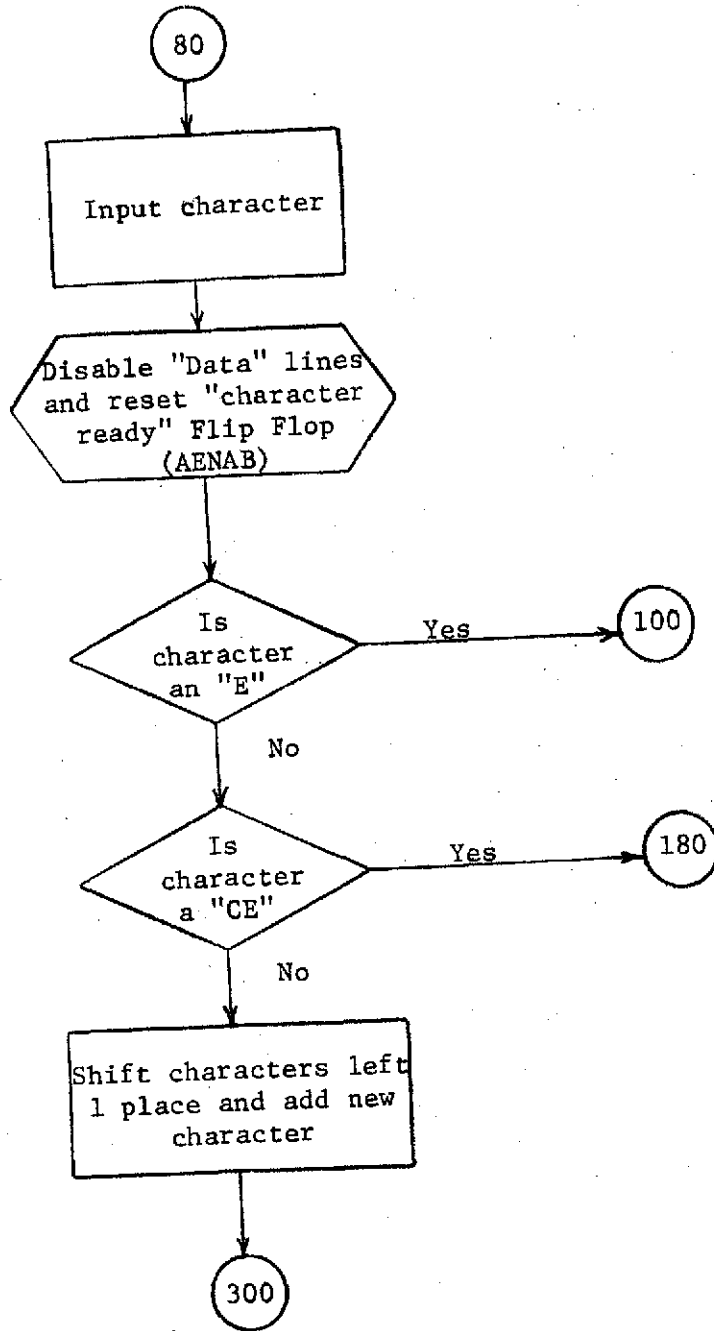 80
Input character
Disable "Data" lines
and reset "character
ready" Flip Flop
(AENAB)
Is
character
an "E"
Yes
100
No
Is
character
a "CE"
Yes
180
No
Shift characters left
1 place and add new
character
300